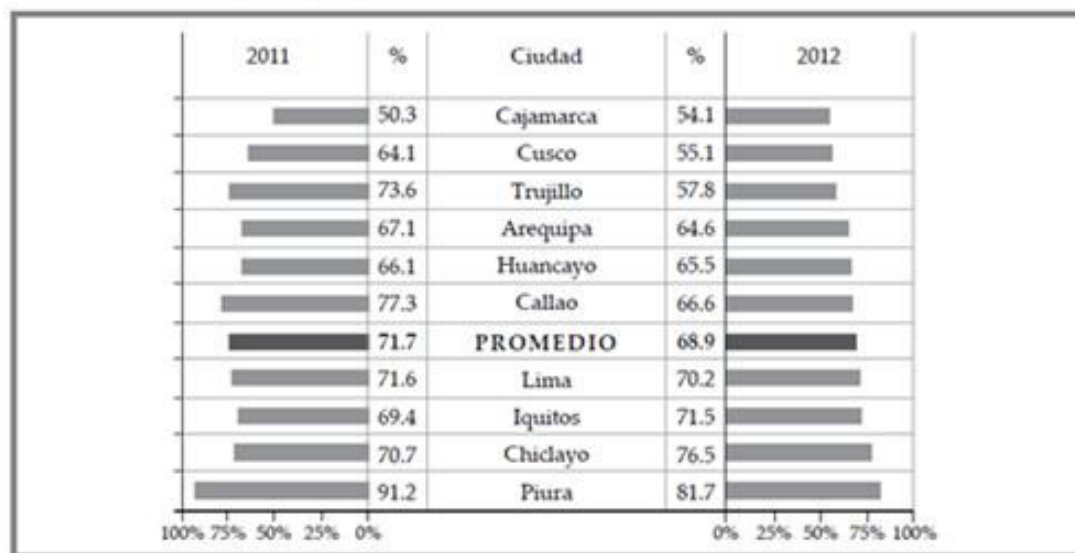 2011 % Ciudad % 2012
50.3 Cajamarca 54.1
64.1 Cusco 55.1
73.6 Trujillo 57.8
67.1 Arequipa 64.6
66.1 Huancayo 65.5
77.3 Callao 66.6
71.7 PROMEDIO 68.9
71.6 Lima 70.2
69.4 Iquitos 71.5
70.7 Chiclayo 76.5
91.2 Piura 81.7
100% 75% 50% 25% 0% 0% 25% 50% 75% 100%